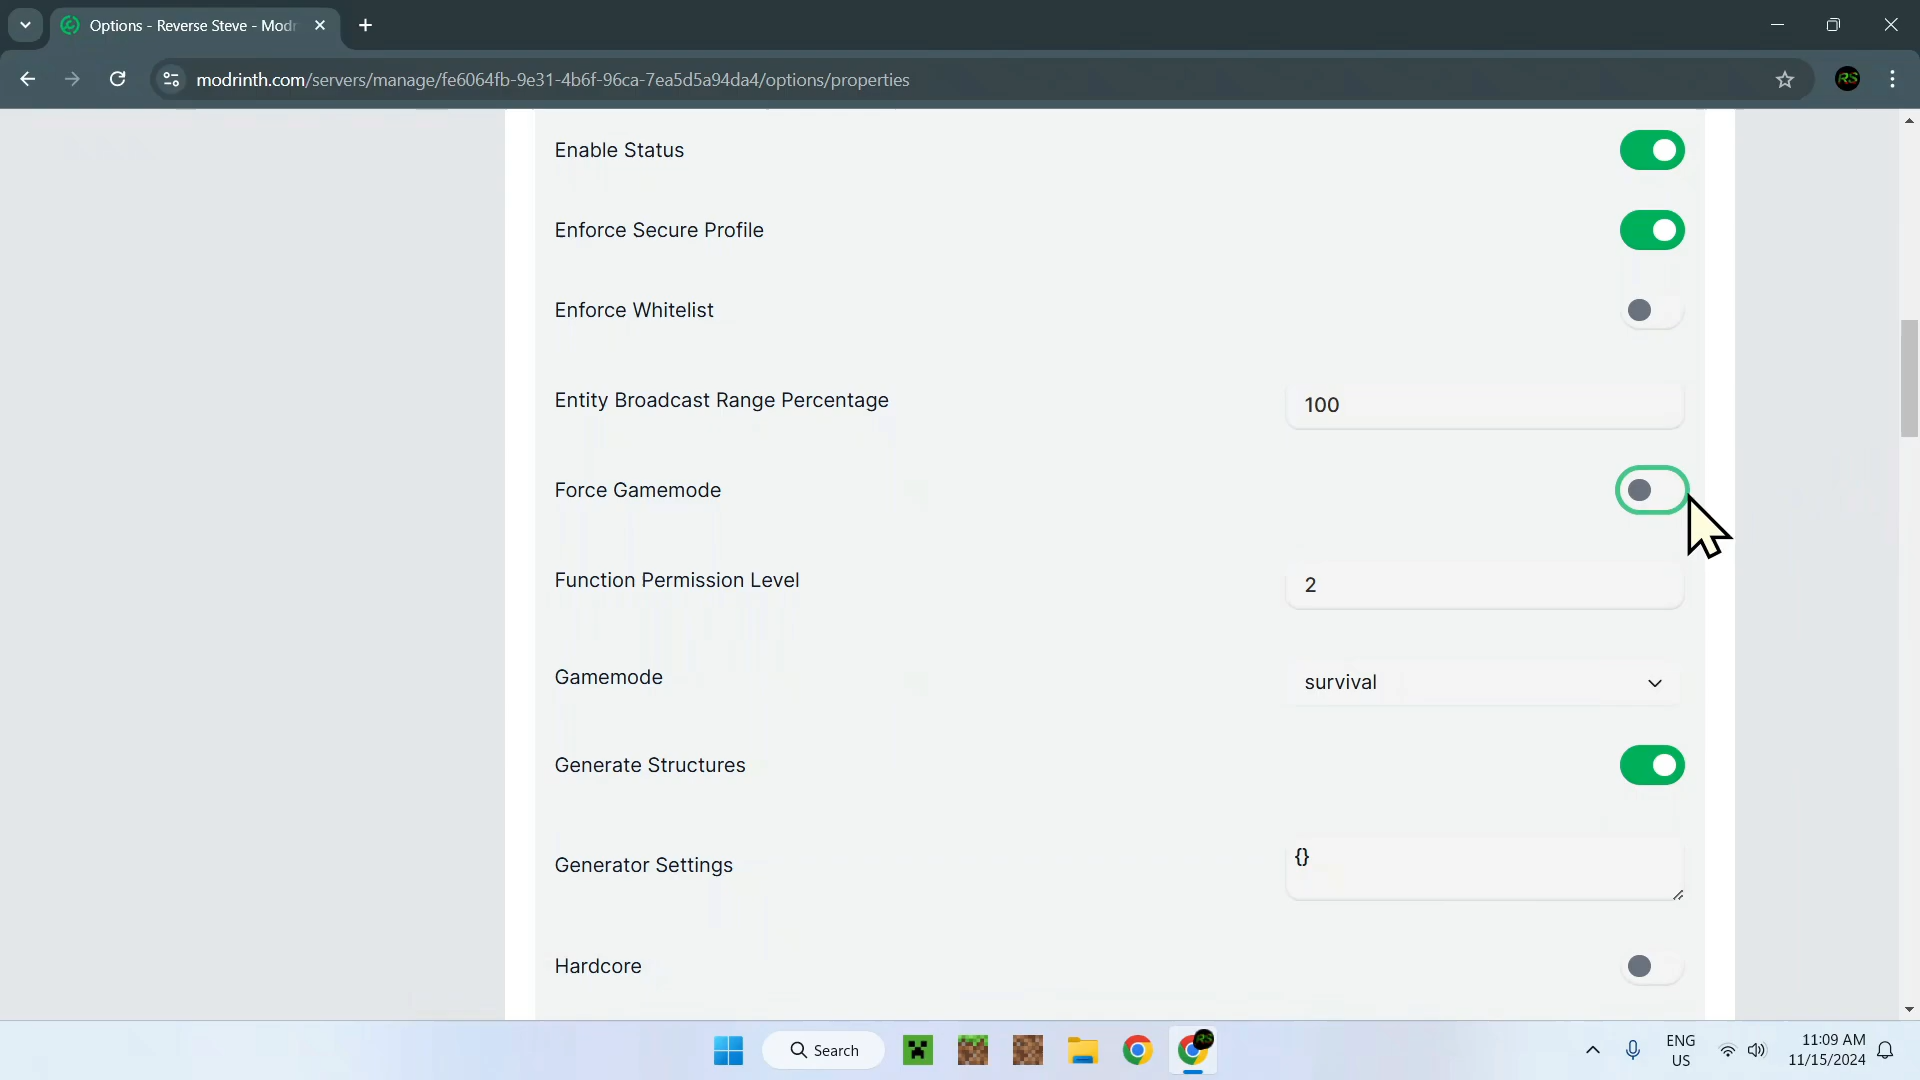 Options - Reverse Steve - Modr
modrinth.com/servers/manage/fe6064fb-9e31-4b6f-96ca-7ea5d5a94da4/options/properties
RS
Enable Status
Enforce Secure Profile
Enforce Whitelist
Entity Broadcast Range Percentage
100
Force Gamemode
Function Permission Level
2
Gamemode
survival
Generate Structures
Generator Settings
{}
Hardcore
Search
RS
ENG
US
11:09 AM
11/15/2024